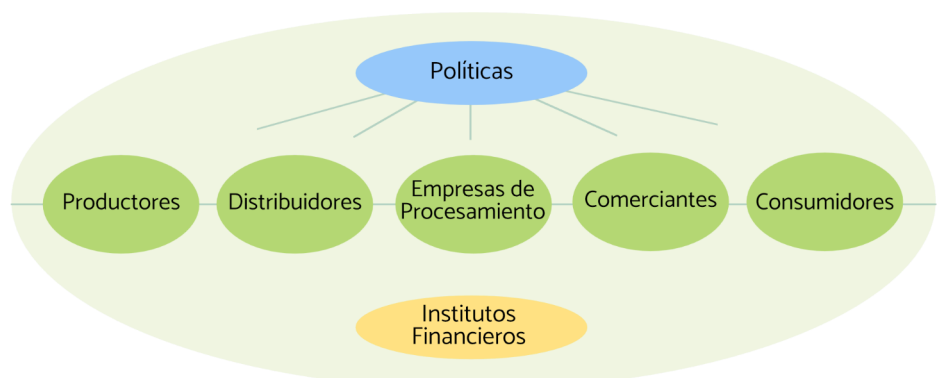 Políticas
Productores
Distribuidores
Empresas de
Procesamiento
Comerciantes
Consumidores
Institutos
Financieros